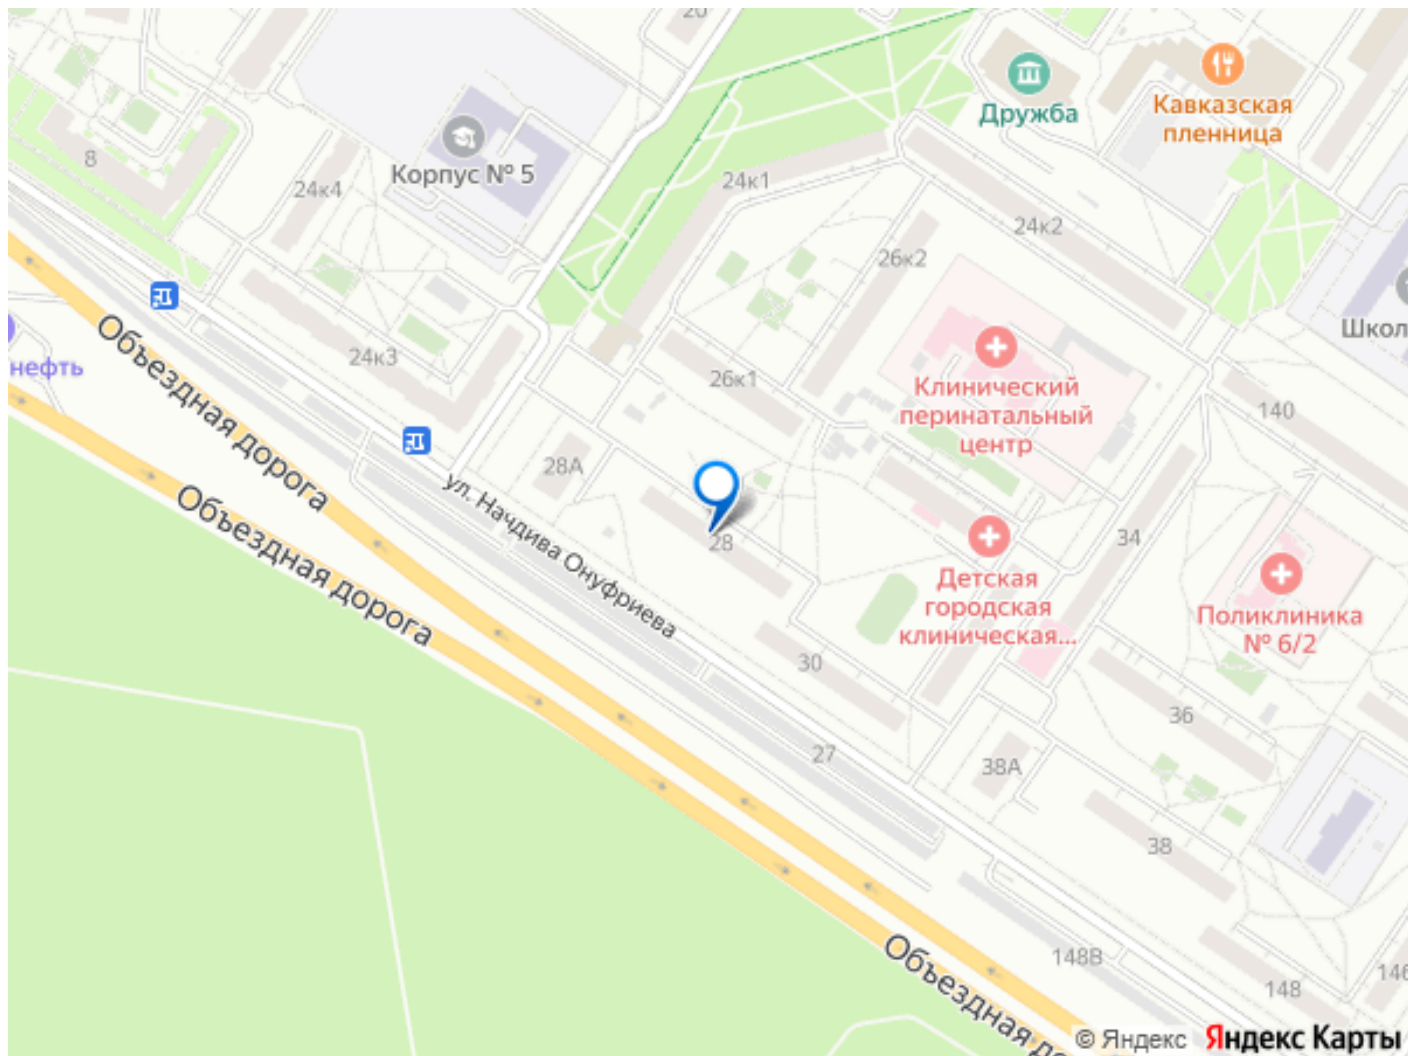 20
Дружба
Кавказская
пленница
8
24к4
Корпус № 5
24к1
24к2
26к2
Школ
нефть
Объездная дорога
24к3
26к1
Клинический
перинатальный
центр
140
28А
ул. Начдива Онуфриева
Объездная дорога
28
34
Детская
городская
клиническая...
Поликлиника
№ 6/2
30
36
27
38А
38
148В
Объездная до
148
146
© Яндекс
Яндекс Карты